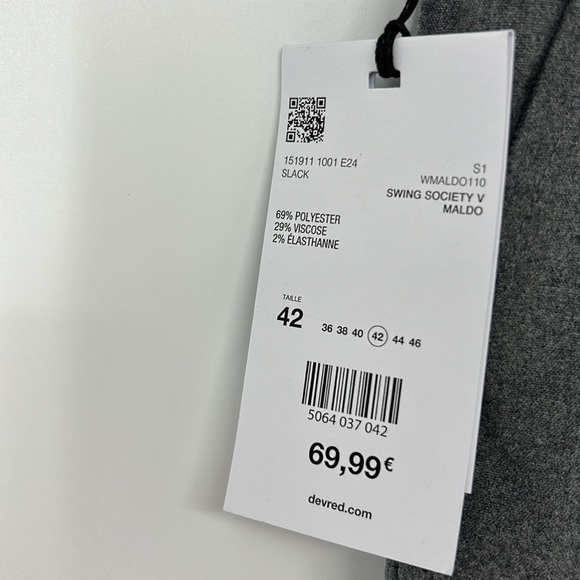 151911 1001 E24
SLACK
S1
WMALDO110
SWING SOCIETY V
MALDO
69% POLYESTER
29% VISCOSE
2% ÉLASTHANNE
TAILLE
42
36 38 40 42 44 46
5064 037 042
69,99€
devred.com